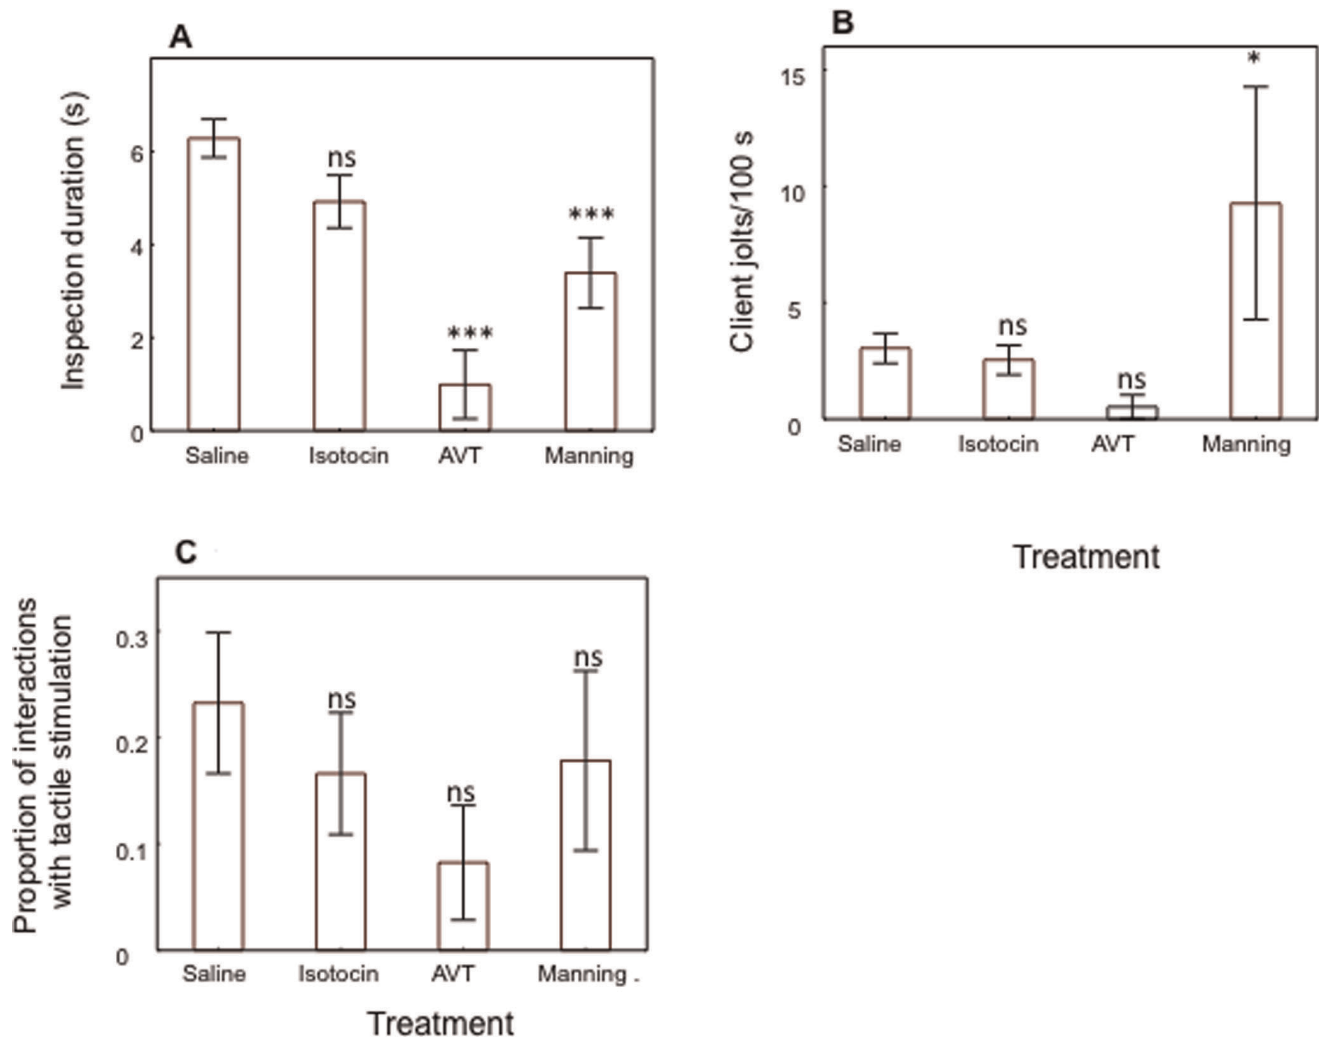 A
Inspection duration (s)
6
4
2
0
ns
***
***
Saline Isotocin AVT Manning
B
Client jolts/100 s
15
10
5
0
ns
ns
*
Saline Isotocin AVT Manning
Treatment
C
Proportion of interactions
with tactile stimulation
0.3
0.2
0.1
0
ns
ns
ns
Saline Isotocin AVT Manning .
Treatment